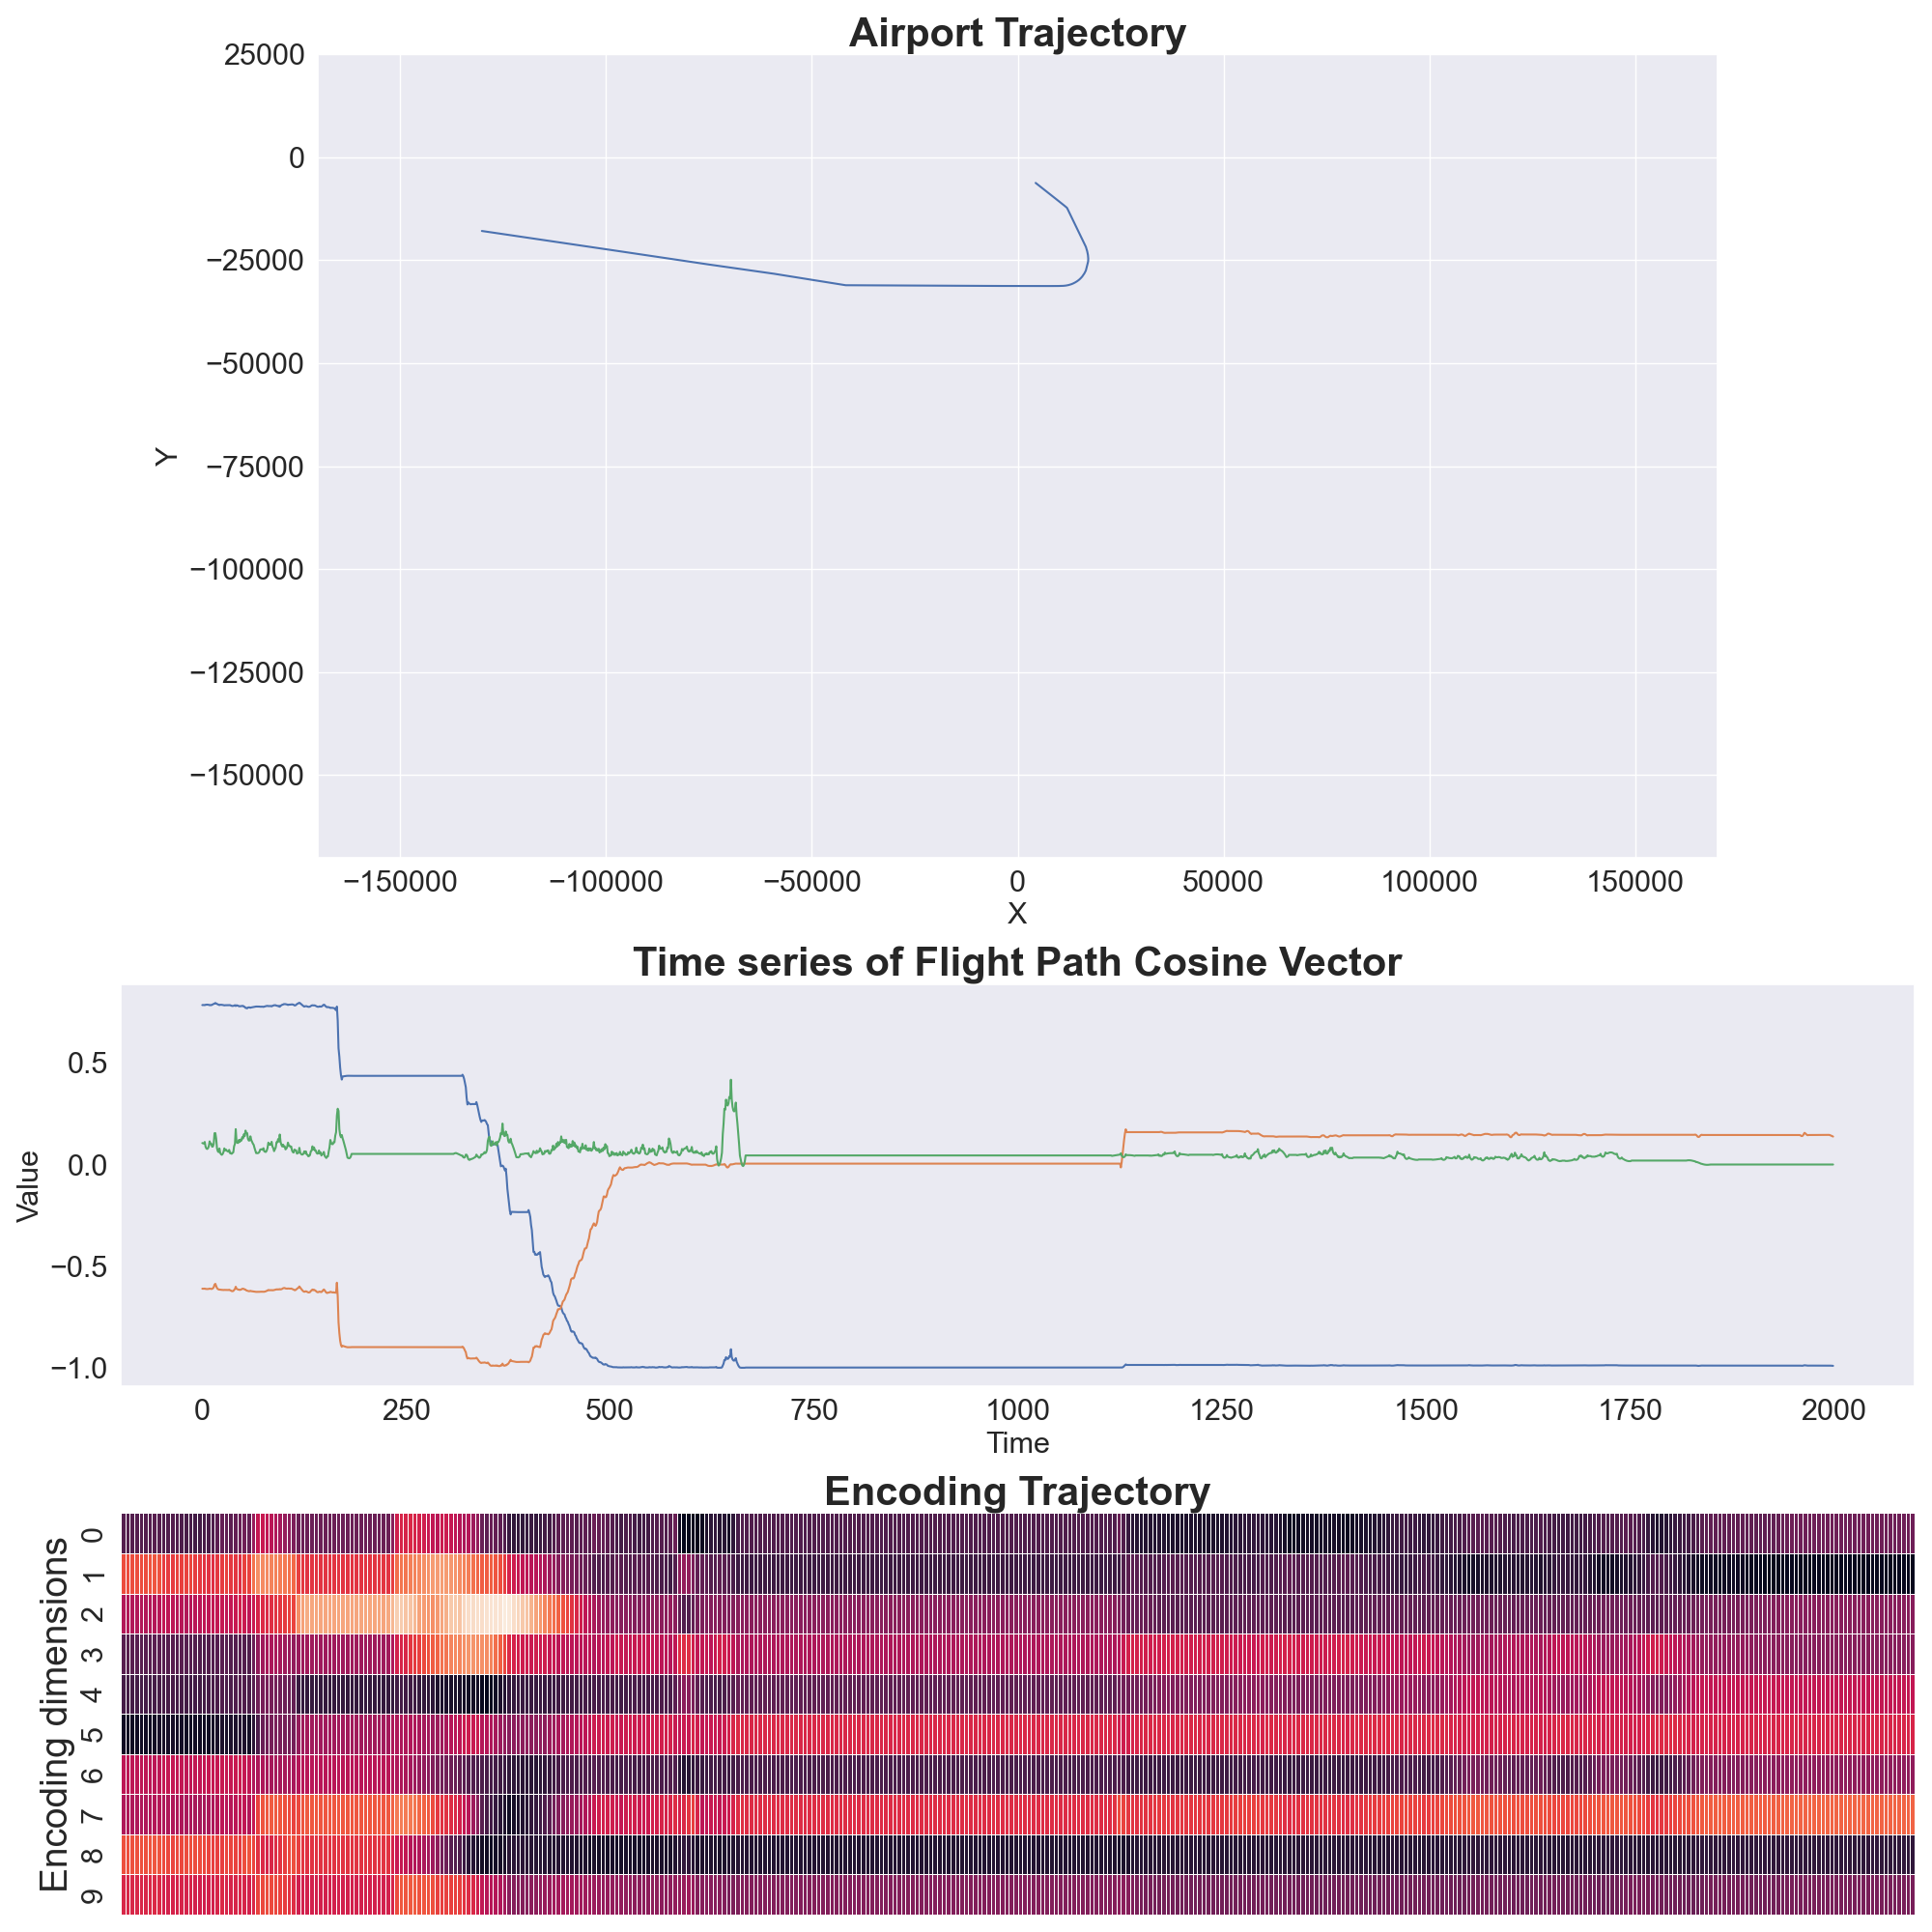 Airport Trajectory
25000
0
−25000
−50000
−75000
−100000
−125000
−150000
Y
−150000 −100000 −50000 0 50000 100000 150000
X
Time series of Flight Path Cosine Vector
0.5
0.0
−0.5
−1.0
Value
0 250 500 750 1000 1250 1500 1750 2000
Time
Encoding Trajectory
Encoding dimensions
0
1
2
3
4
5
6
7
8
9